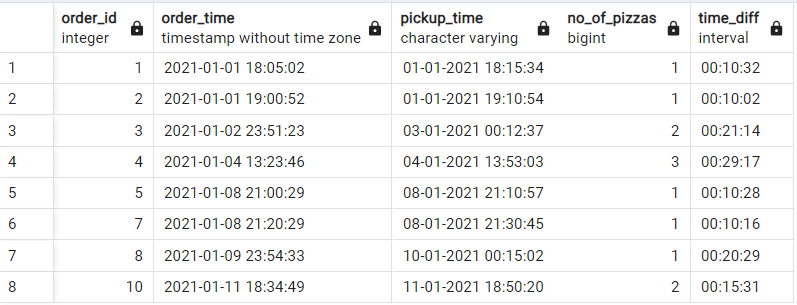 order_id order_time pickup_time no_of_pizzas time_diff
integer timestamp without time zone character varying bigint interval
1 1 2021-01-01 18:05:02 01-01-2021 18:15:34 1 00:10:32
2 2 2021-01-01 19:00:52 01-01-2021 19:10:54 1 00:10:02
3 3 2021-01-02 23:51:23 03-01-2021 00:12:37 2 00:21:14
4 4 2021-01-04 13:23:46 04-01-2021 13:53:03 3 00:29:17
5 5 2021-01-08 21:00:29 08-01-2021 21:10:57 1 00:10:28
6 7 2021-01-08 21:20:29 08-01-2021 21:30:45 1 00:10:16
7 8 2021-01-09 23:54:33 10-01-2021 00:15:02 1 00:20:29
8 10 2021-01-11 18:34:49 11-01-2021 18:50:20 2 00:15:31